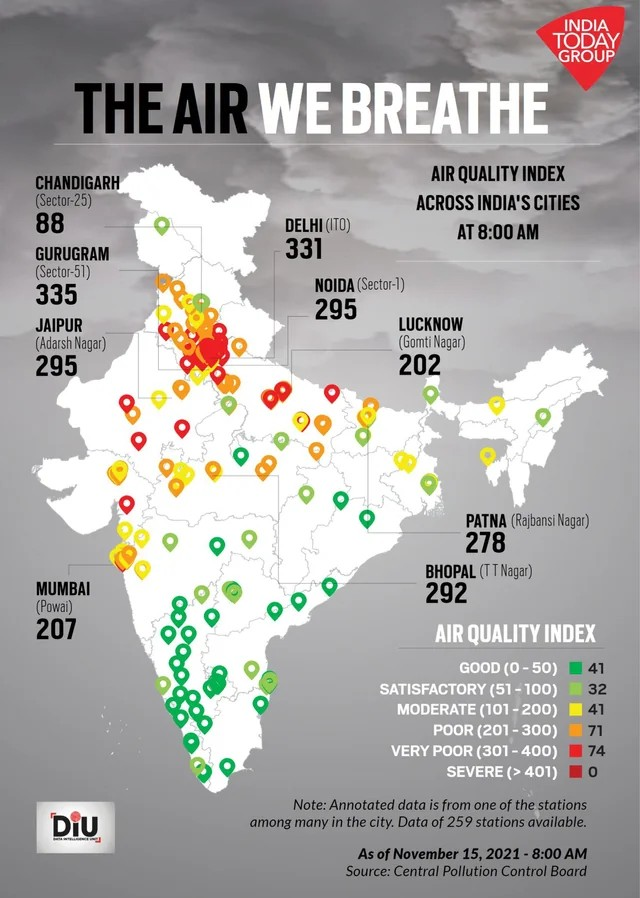 INDIA
TODAY
GROUP
THE AIR WE BREATHE
AIR QUALITY INDEX
ACROSS INDIA'S CITIES
AT 8:00 AM
CHANDIGARH
(Sector-25)
88
GURUGRAM
(Sector-51)
335
JAIPUR
(Adarsh Nagar)
295
DELHI (ITO)
331
NOIDA (Sector-1)
295
LUCKNOW
(Gomti Nagar)
202
PATNA (Rajbansi Nagar)
278
BHOPAL (T T Nagar)
292
MUMBAI
(Powai)
207
AIR QUALITY INDEX
GOOD (0 - 50) 41
SATISFACTORY (51 - 100) 32
MODERATE (101 - 200) 41
POOR (201 - 300) 71
VERY POOR (301 - 400) 74
SEVERE (> 401) 0
Note: Annotated data is from one of the stations
among many in the city. Data of 259 stations available.
As of November 15, 2021 - 8:00 AM
Source: Central Pollution Control Board
DiU
DATA INTELLIGENCE UNIT